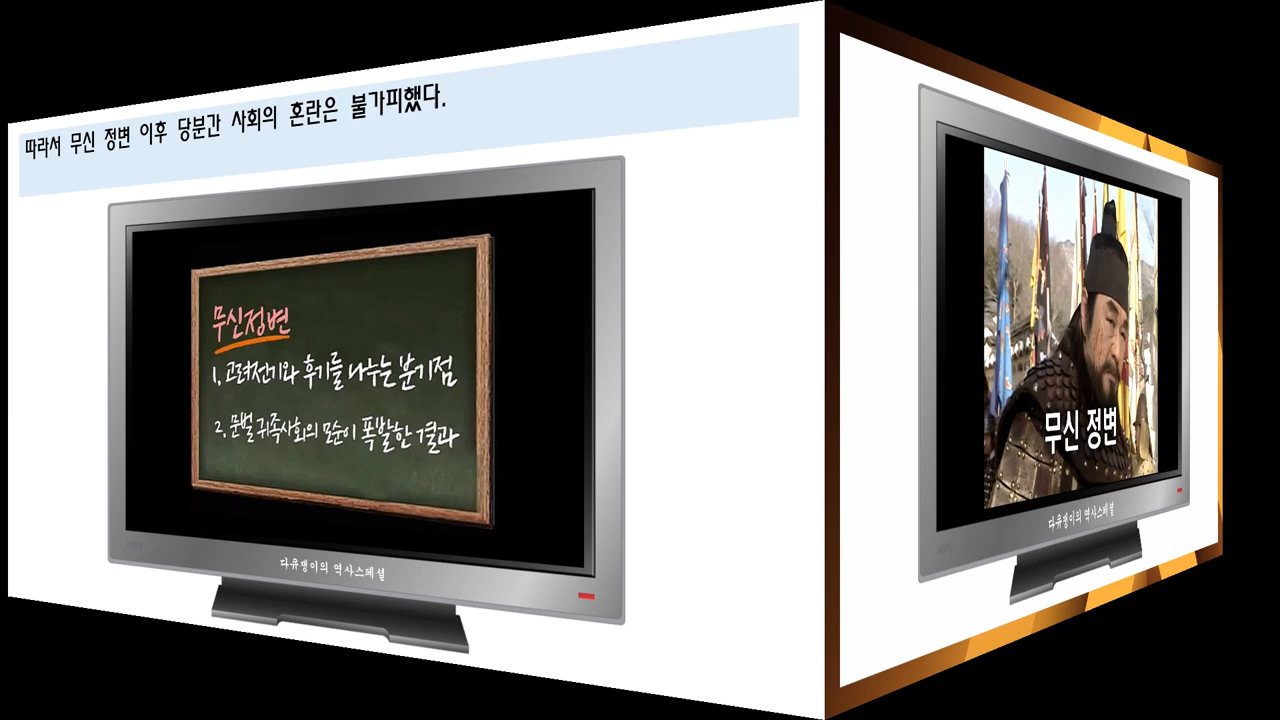 따라서 무신 정변 이후 당분간 사회의 혼란은 불가피했다.
무신정변
1. 고려전기와 후기를 나누는 분기점
2. 문벌 귀족사회의 모순이 폭발한 결과
HDTV
다큐쟁이의 역사스페셜
무신 정변
다큐쟁이의 역사스페셜
HDTV